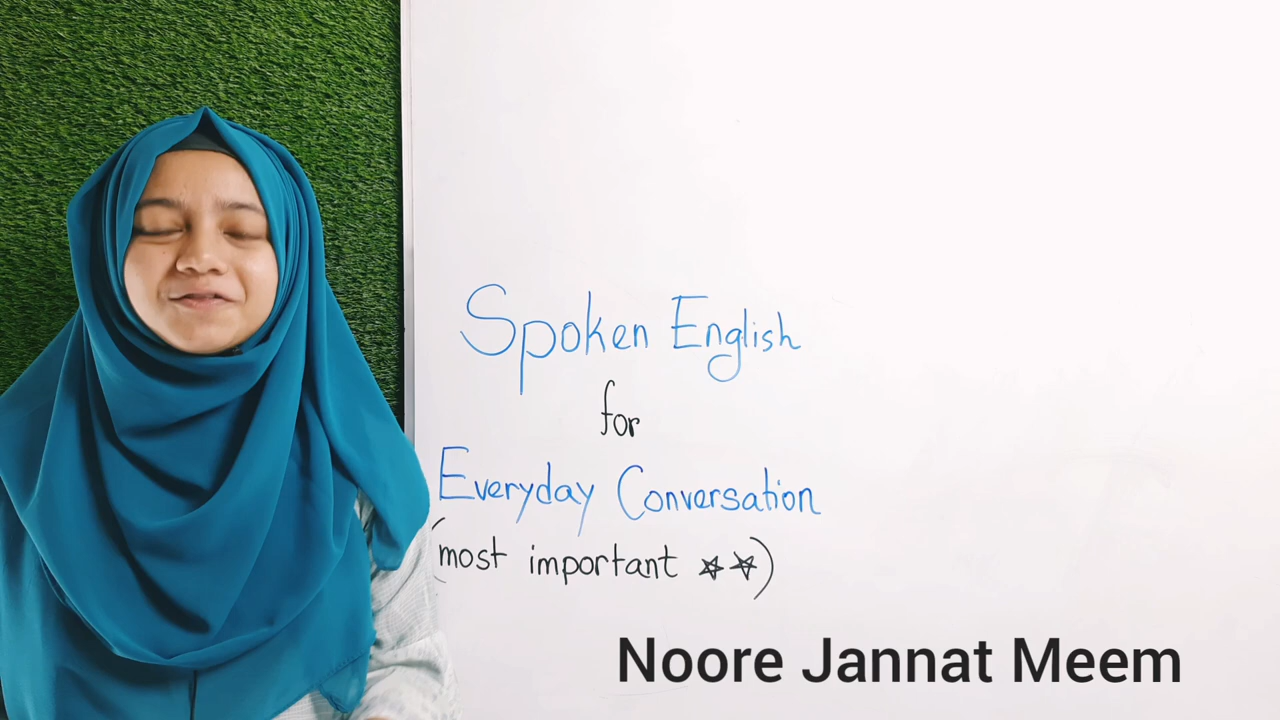 Spoken English
for
Everyday Conversation
(most important ★★)
Noore Jannat Meem